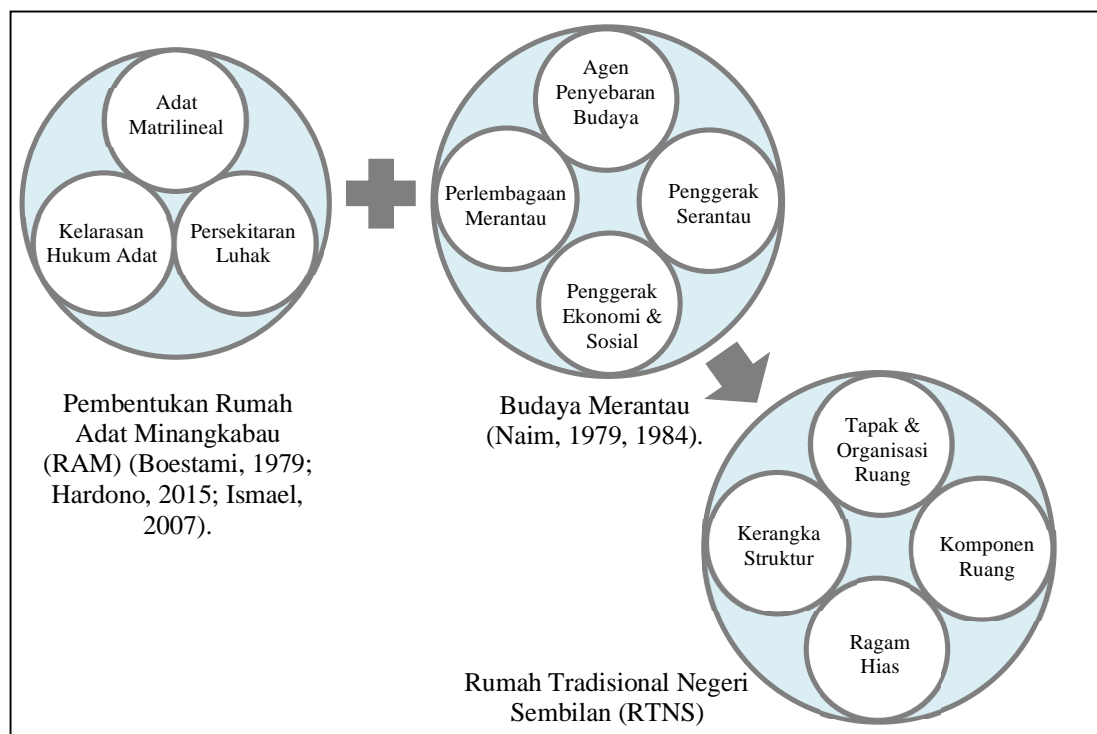 Adat
Matrilineal
Kelarasan
Hukum Adat
Persekitaran
Luhak
Pembentukan Rumah
Adat Minangkabau
(RAM) (Boestami, 1979;
Hardono, 2015; Ismael,
2007).
Agen
Penyebaran
Budaya
Perlembagaan
Merantau
Penggerak
Serantau
Penggerak
Ekonomi &
Sosial
Budaya Merantau
(Naim, 1979, 1984).
Tapak &
Organisasi
Ruang
Kerangka
Struktur
Komponen
Ruang
Ragam
Hias
Rumah Tradisional Negeri
Sembilan (RTNS)